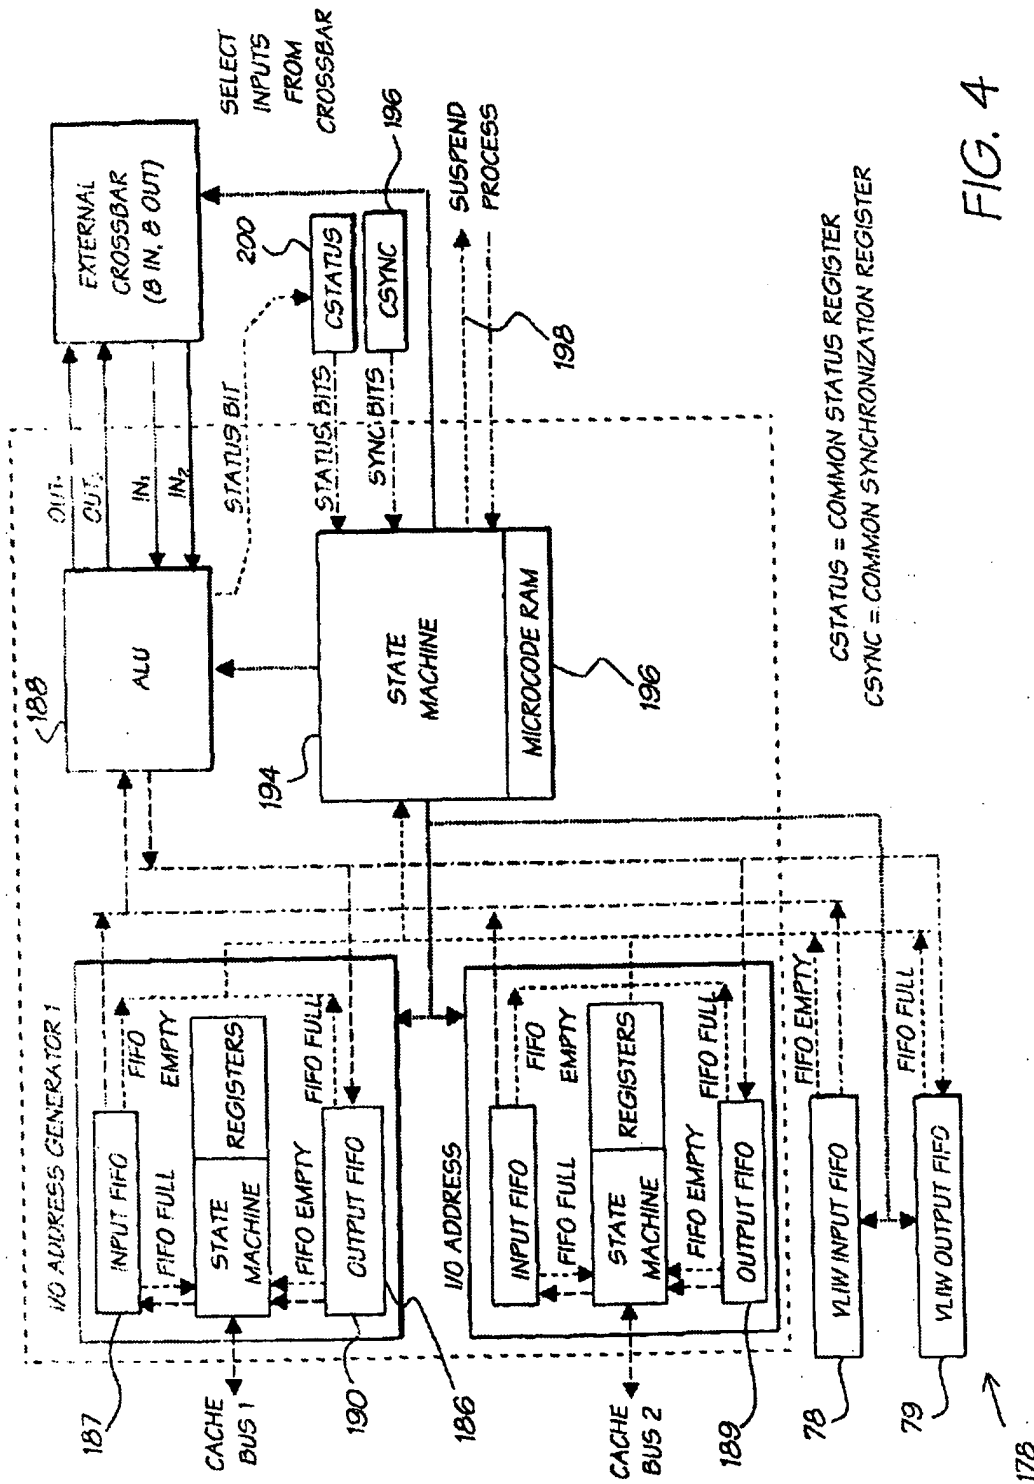 I/O ADDRESS GENERATOR 1
INPUT FIFO
FIFO FULL
STATE
MACHINE
REGISTERS
FIFO
EMPTY
FIFO EMPTY
OUTPUT FIFO
FIFO FULL
187
CACHE
BUS 1
190
186
I/O ADDRESS
INPUT FIFO
FIFO FULL
STATE
MACHINE
REGISTERS
FIFO
EMPTY
FIFO EMPTY
OUTPUT FIFO
FIFO FULL
CACHE
BUS 2
189
VLIW INPUT FIFO
FIFO EMPTY
78
VLIW OUTPUT FIFO
FIFO FULL
79
178
188
ALU
194
STATE
MACHINE
MICROCODE RAM
196
OUT
OUT
IN1
IN2
STATUS BIT
STATUS BITS
SYNC BITS
EXTERNAL
CROSSBAR
(8 IN, 8 OUT)
SELECT
INPUTS
FROM
CROSSBAR
200
CSTATUS
CSYNC
196
198
SUSPEND
PROCESS
CSTATUS = COMMON STATUS REGISTER
CSYNC = COMMON SYNCHRONIZATION REGISTER
FIG. 4